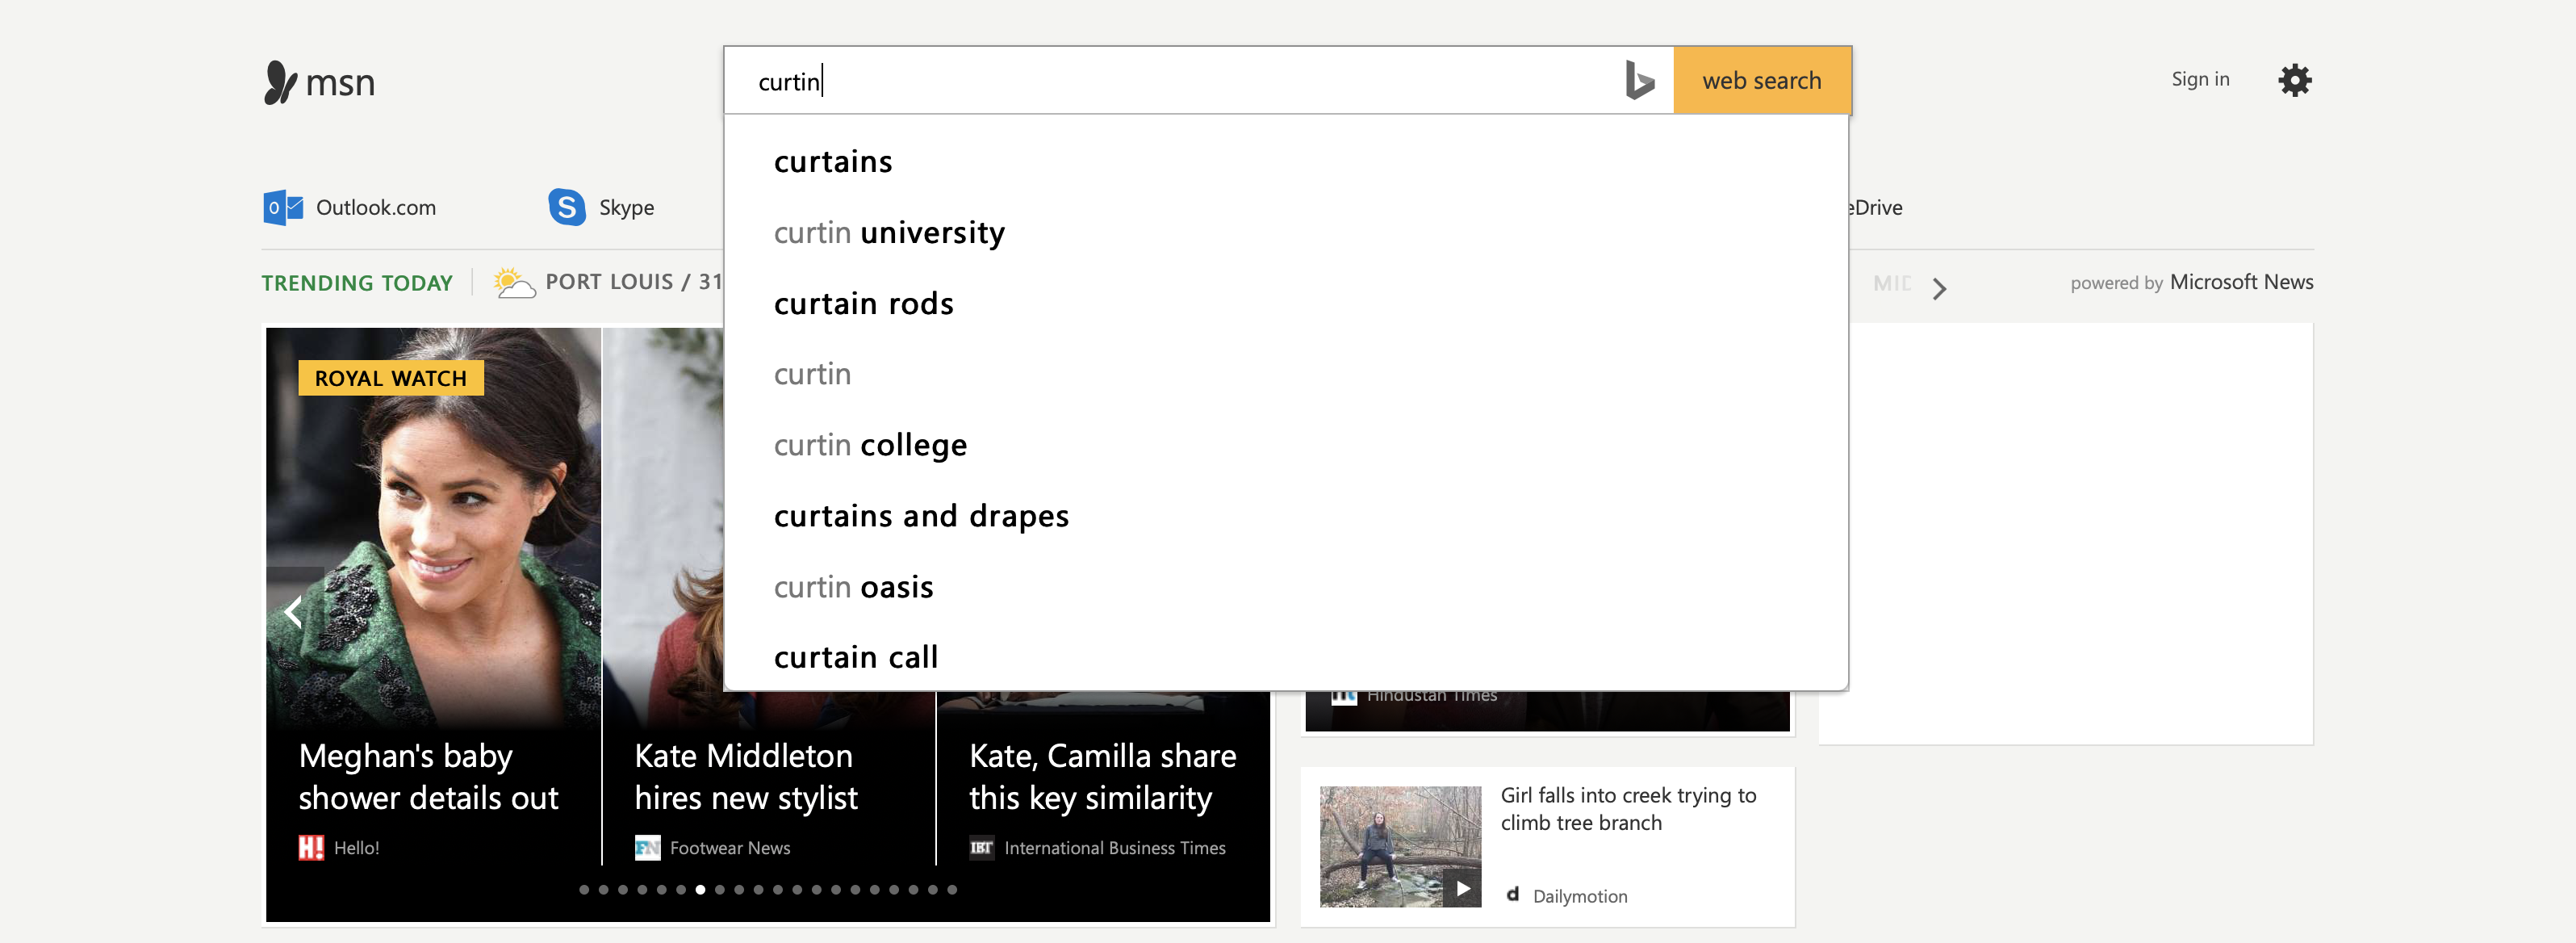 msn
curtin
web search
Sign in
curtains
curtin university
curtain rods
curtin
curtin college
curtains and drapes
curtin oasis
curtain call
Outlook.com
Skype
eDrive
TRENDING TODAY
PORT LOUIS / 31
powered by Microsoft News
ROYAL WATCH
Meghan's baby
shower details out
H! Hello!
Kate Middleton
hires new stylist
FN Footwear News
Kate, Camilla share
this key similarity
IBT International Business Times
Hindustan Times
Girl falls into creek trying to
climb tree branch
d Dailymotion